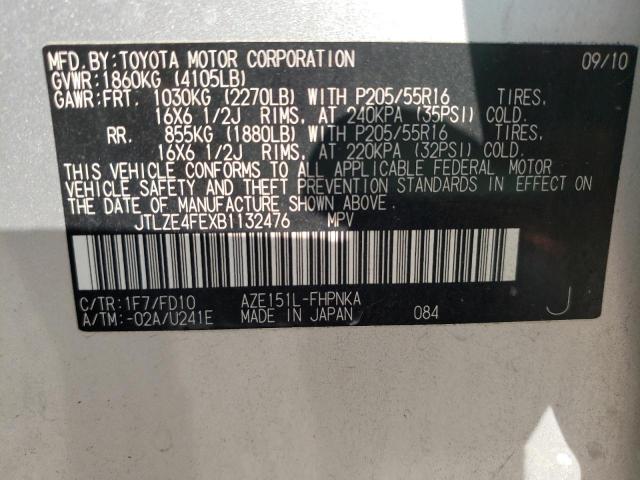 MFD.BY:TOYOTA MOTOR CORPORATION 09/10
GVWR:1860KG (4105LB)
GAWR:FRT. 1030KG (2270LB) WITH P205/55R16 TIRES.
16X6 1/2J RIMS. AT 240KPA (35PSI) COLD.
RR. 855KG (1880LB) WITH P205/55R16 TIRES.
16X6 1/2J RIMS. AT 220KPA (32PSI) COLD.
THIS VEHICLE CONFORMS TO ALL APPLICABLE FEDERAL MOTOR
VEHICLE SAFETY AND THEFT PREVENTION STANDARDS IN EFFECT ON
THE DATE OF MANUFACTURE SHOWN ABOVE.
JTLZE4FEXB1132476 MPV
C/TR:1F7/FD10 AZE151L-FHPNKA
A/TM:-02A/U241E MADE IN JAPAN 084 J